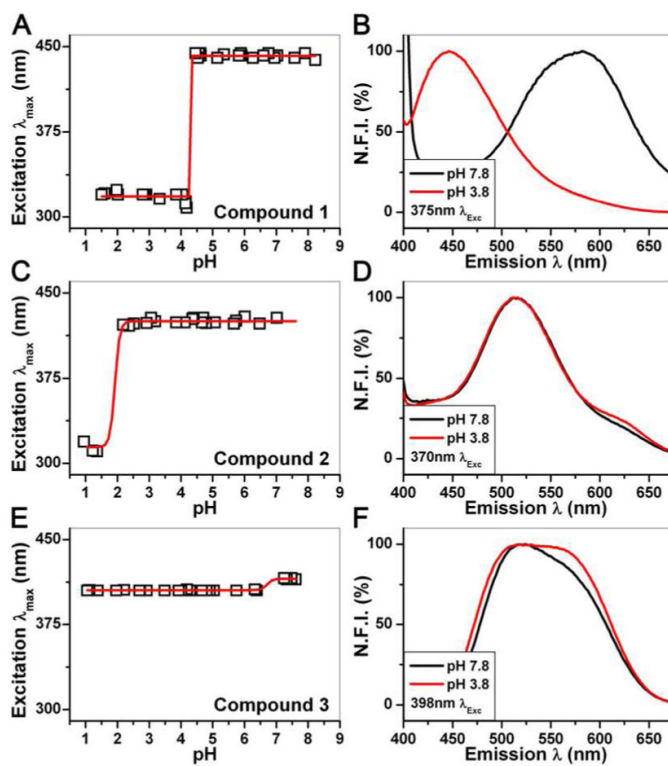 A
Excitation λmax (nm)
450
375
300
Compound 1
1 2 3 4 5 6 7 8 9
pH
B
N.F.I. (%)
100
50
0
pH 7.8
pH 3.8
375nm λExc
400 450 500 550 600 650
Emission λ (nm)
C
Excitation λmax (nm)
450
375
300
Compound 2
1 2 3 4 5 6 7 8 9
pH
D
N.F.I. (%)
100
50
0
pH 7.8
pH 3.8
370nm λExc
400 450 500 550 600 650
Emission λ (nm)
E
Excitation λmax (nm)
450
375
300
Compound 3
1 2 3 4 5 6 7 8 9
pH
F
N.F.I. (%)
100
50
0
pH 7.8
pH 3.8
398nm λExc
400 450 500 550 600 650
Emission λ (nm)